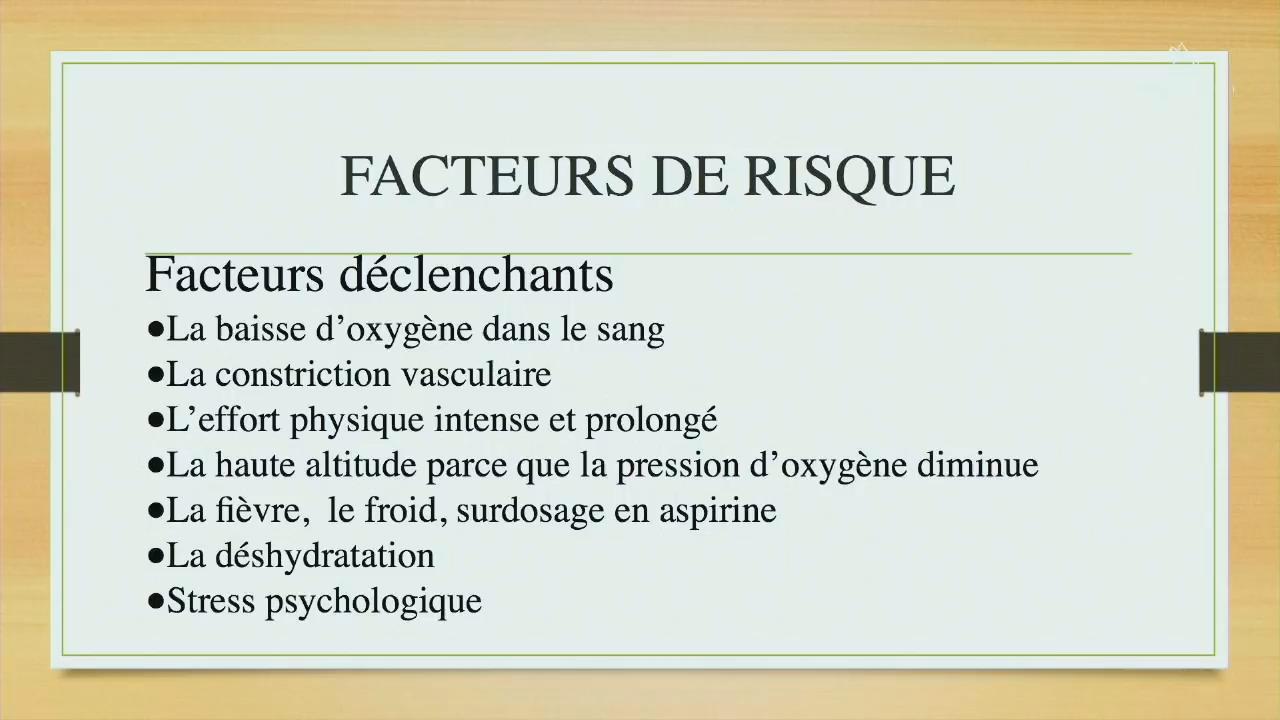 FACTEURS DE RISQUE
Facteurs déclenchants
●La baisse d’oxygène dans le sang
●La constriction vasculaire
●L’effort physique intense et prolongé
●La haute altitude parce que la pression d’oxygène diminue
●La fièvre,  le froid, surdosage en aspirine
●La déshydratation
●Stress psychologique